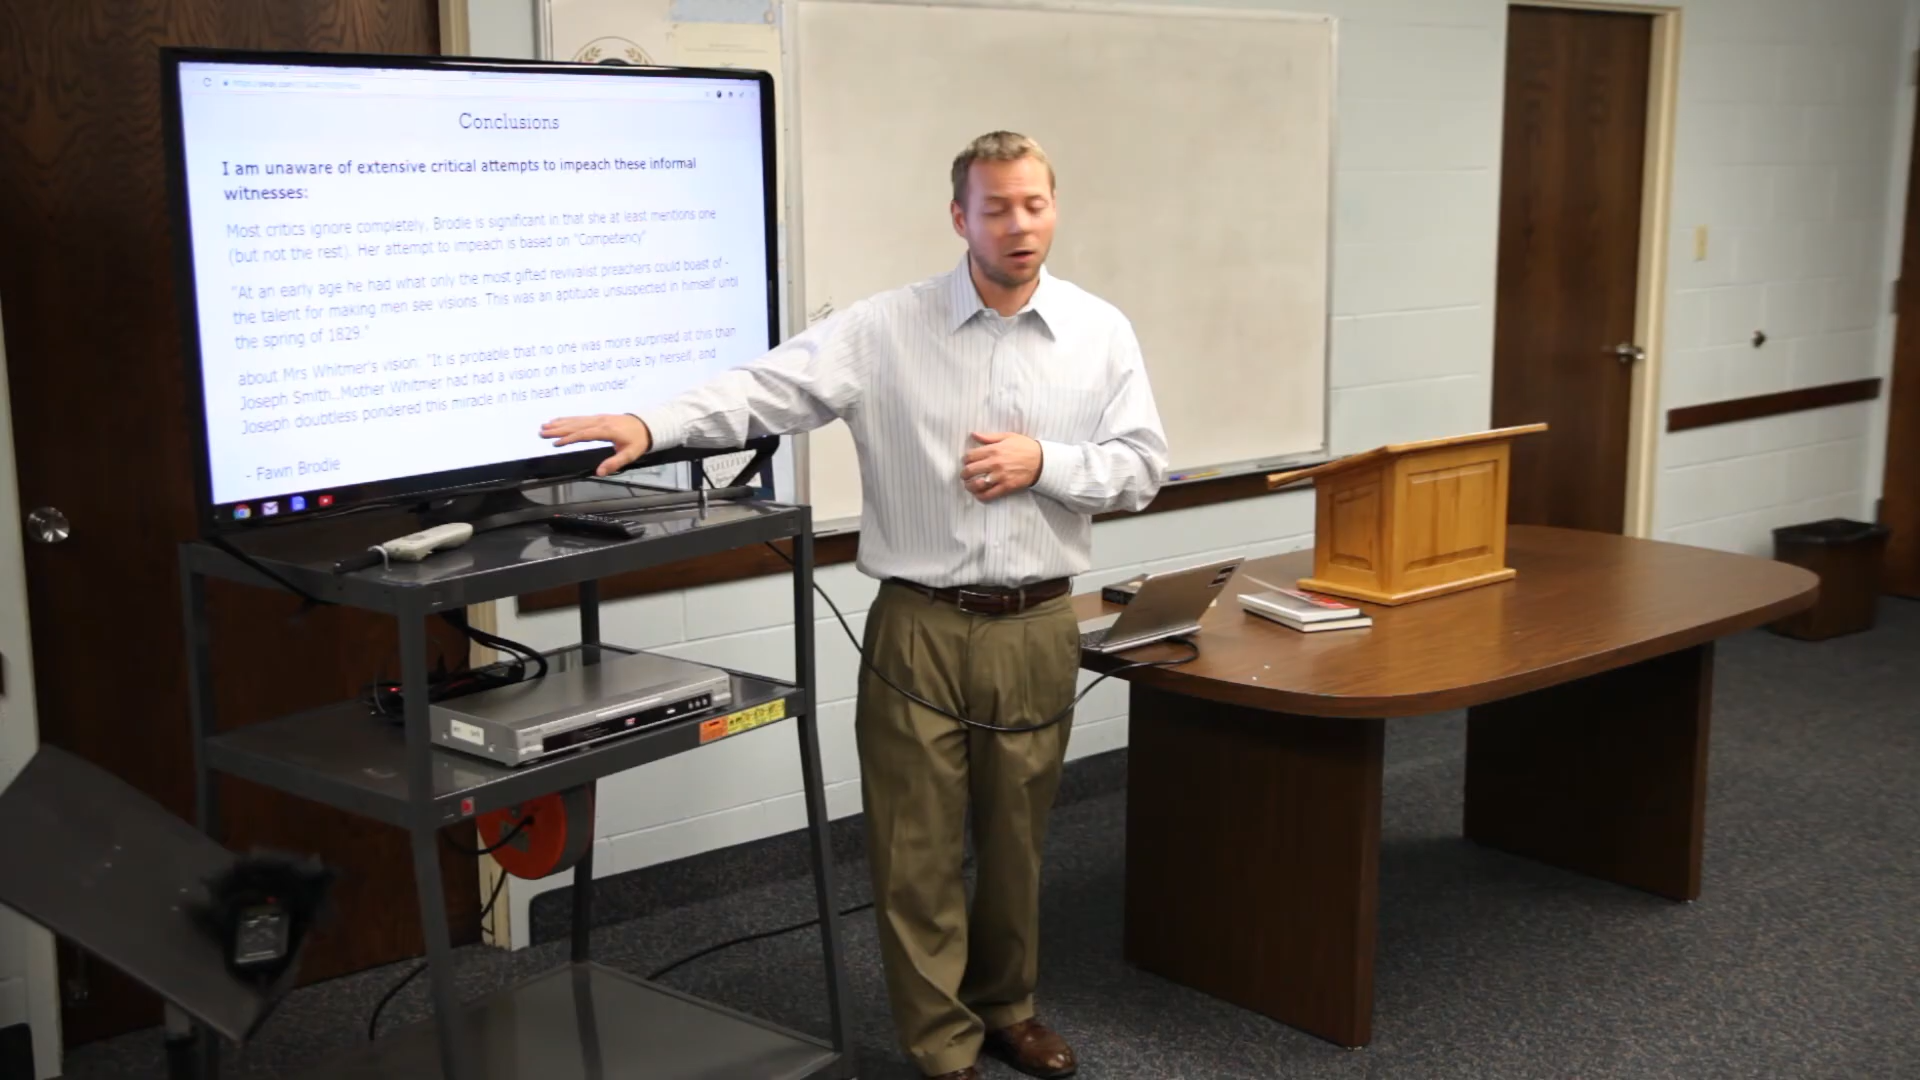 Conclusions
I am unaware of extensive critical attempts to impeach these informal
witnesses:
Most critics ignore completely, Brodie is significant in that she at least mentions one
(but not the rest). Her attempt to impeach is based on "Competency"
"At an early age he had what only the most gifted revivalist preachers could boast of -
the talent for making men see visions. This was an aptitude unsuspected in himself until
the spring of 1829."
about Mrs Whitmer's vision: "It is probable that no one was more surprised at this than
Joseph Smith...Mother Whitmer had had a vision on his behalf quite by herself, and
Joseph doubtless pondered this miracle in his heart with wonder."
- Fawn Brodie